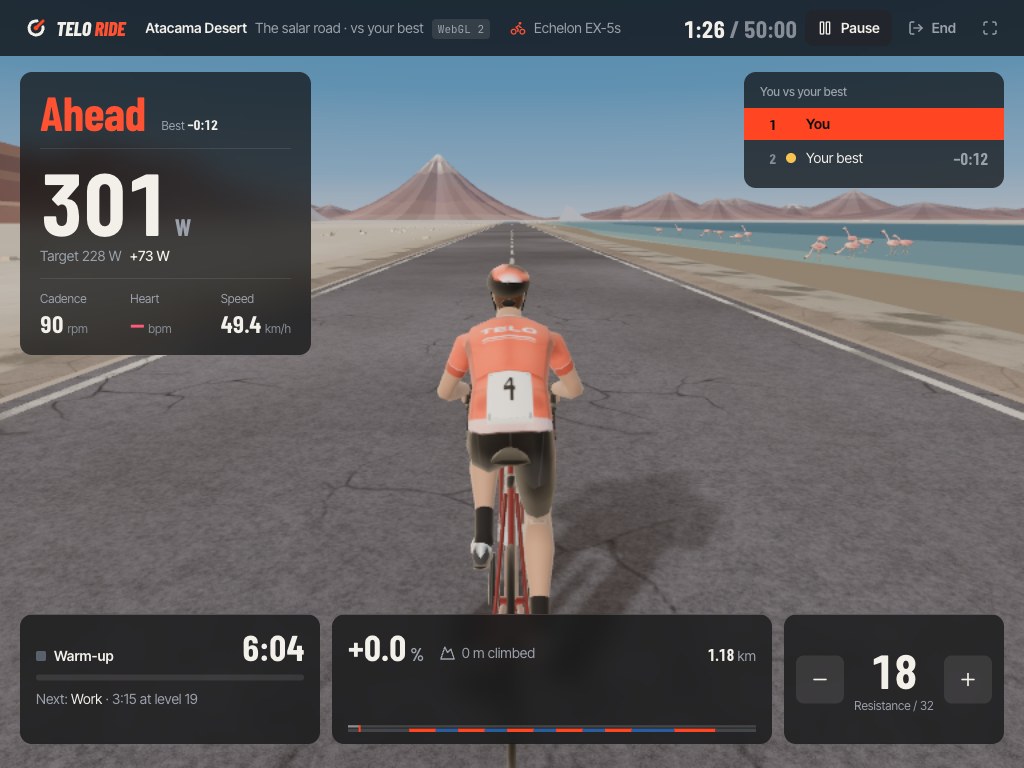 TELO RIDE Atacama Desert The salar road · vs your best WebGL 2 Echelon EX-5s 1:26 / 50:00 Pause End
Ahead Best −0:12
301 W
Target 228 W +73 W
Cadence Heart Speed
90 rpm – bpm 49.4 km/h
You vs your best
1 You
2 Your best −0:12
TELO
4
Warm-up 6:04
Next: Work · 3:15 at level 19
+0.0 % 0 m climbed 1.18 km
− 18 +
Resistance / 32